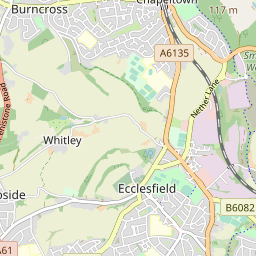 Chapeltown
Burncross
117 m
A6135
Nether Lane
Whitley
Ecclesfield
B6082
A61